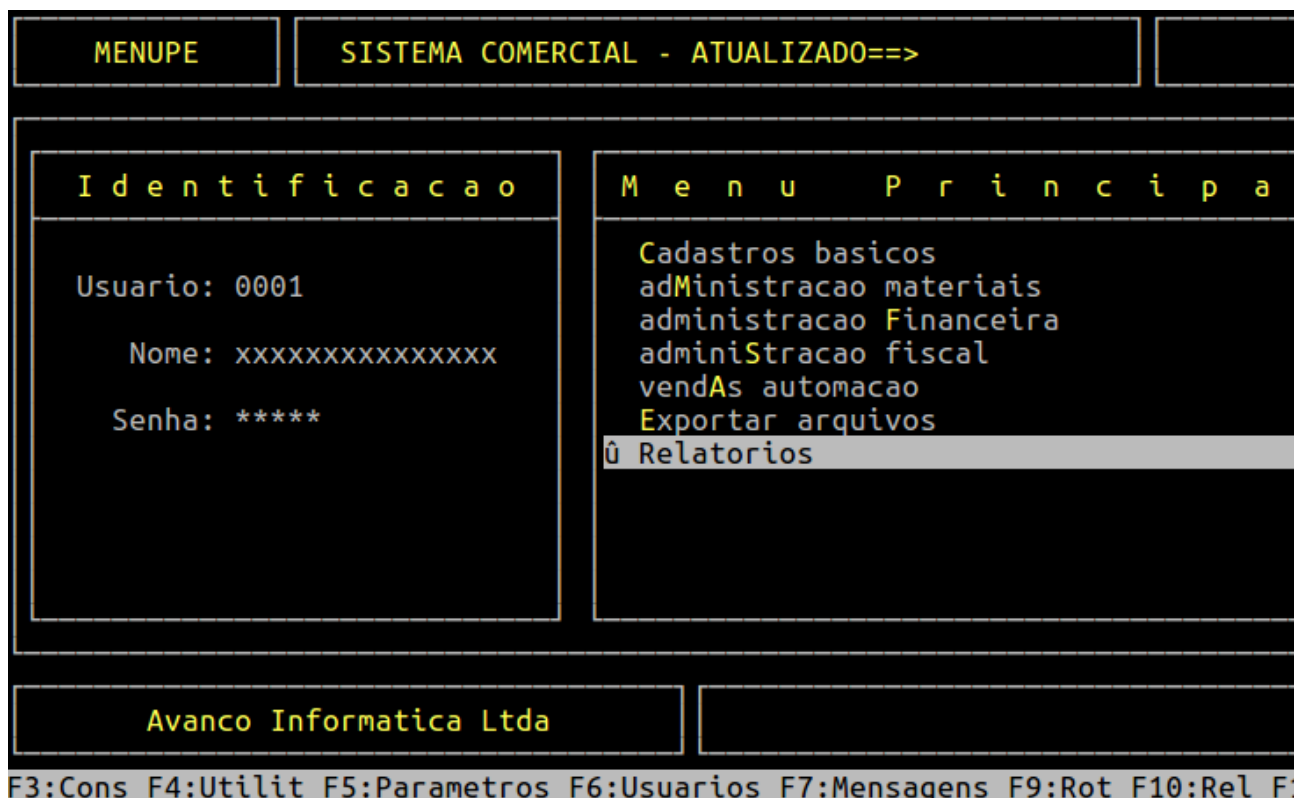 MENUPE
SISTEMA COMERCIAL - ATUALIZADO==>
I d e n t i f i c a c a o
Usuario: 0001
Nome: xxxxxxxxxxxxxxx
Senha: *****
M e n u P r i n c i p a
Cadastros basicos
adMinistracao materiais
administracao Financeira
adminiStracao fiscal
vendAs automacao
Exportar arquivos
û Relatorios
Avanco Informatica Ltda
F3:Cons F4:Utilit F5:Parametros F6:Usuarios F7:Mensagens F9:Rot F10:Rel